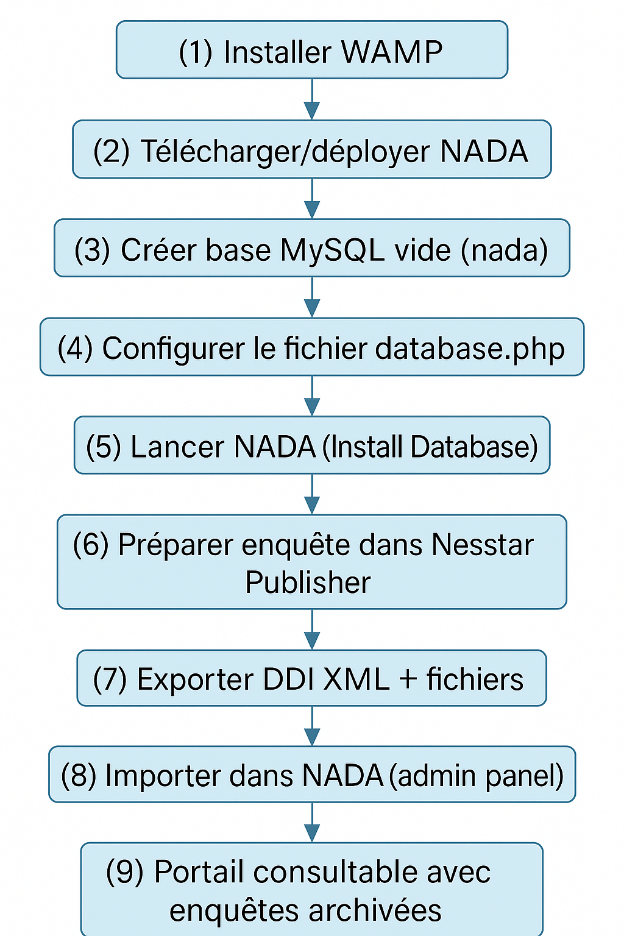 (1) Installer WAMP
(2) Télécharger/déployer NADA
(3) Créer base MySQL vide (nada)
(4) Configurer le fichier database.php
(5) Lancer NADA (Install Database)
(6) Préparer enquête dans Nesstar
Publisher
(7) Exporter DDI XML + fichiers
(8) Importer dans NADA (admin panel)
(9) Portail consultable avec
enquêtes archivées